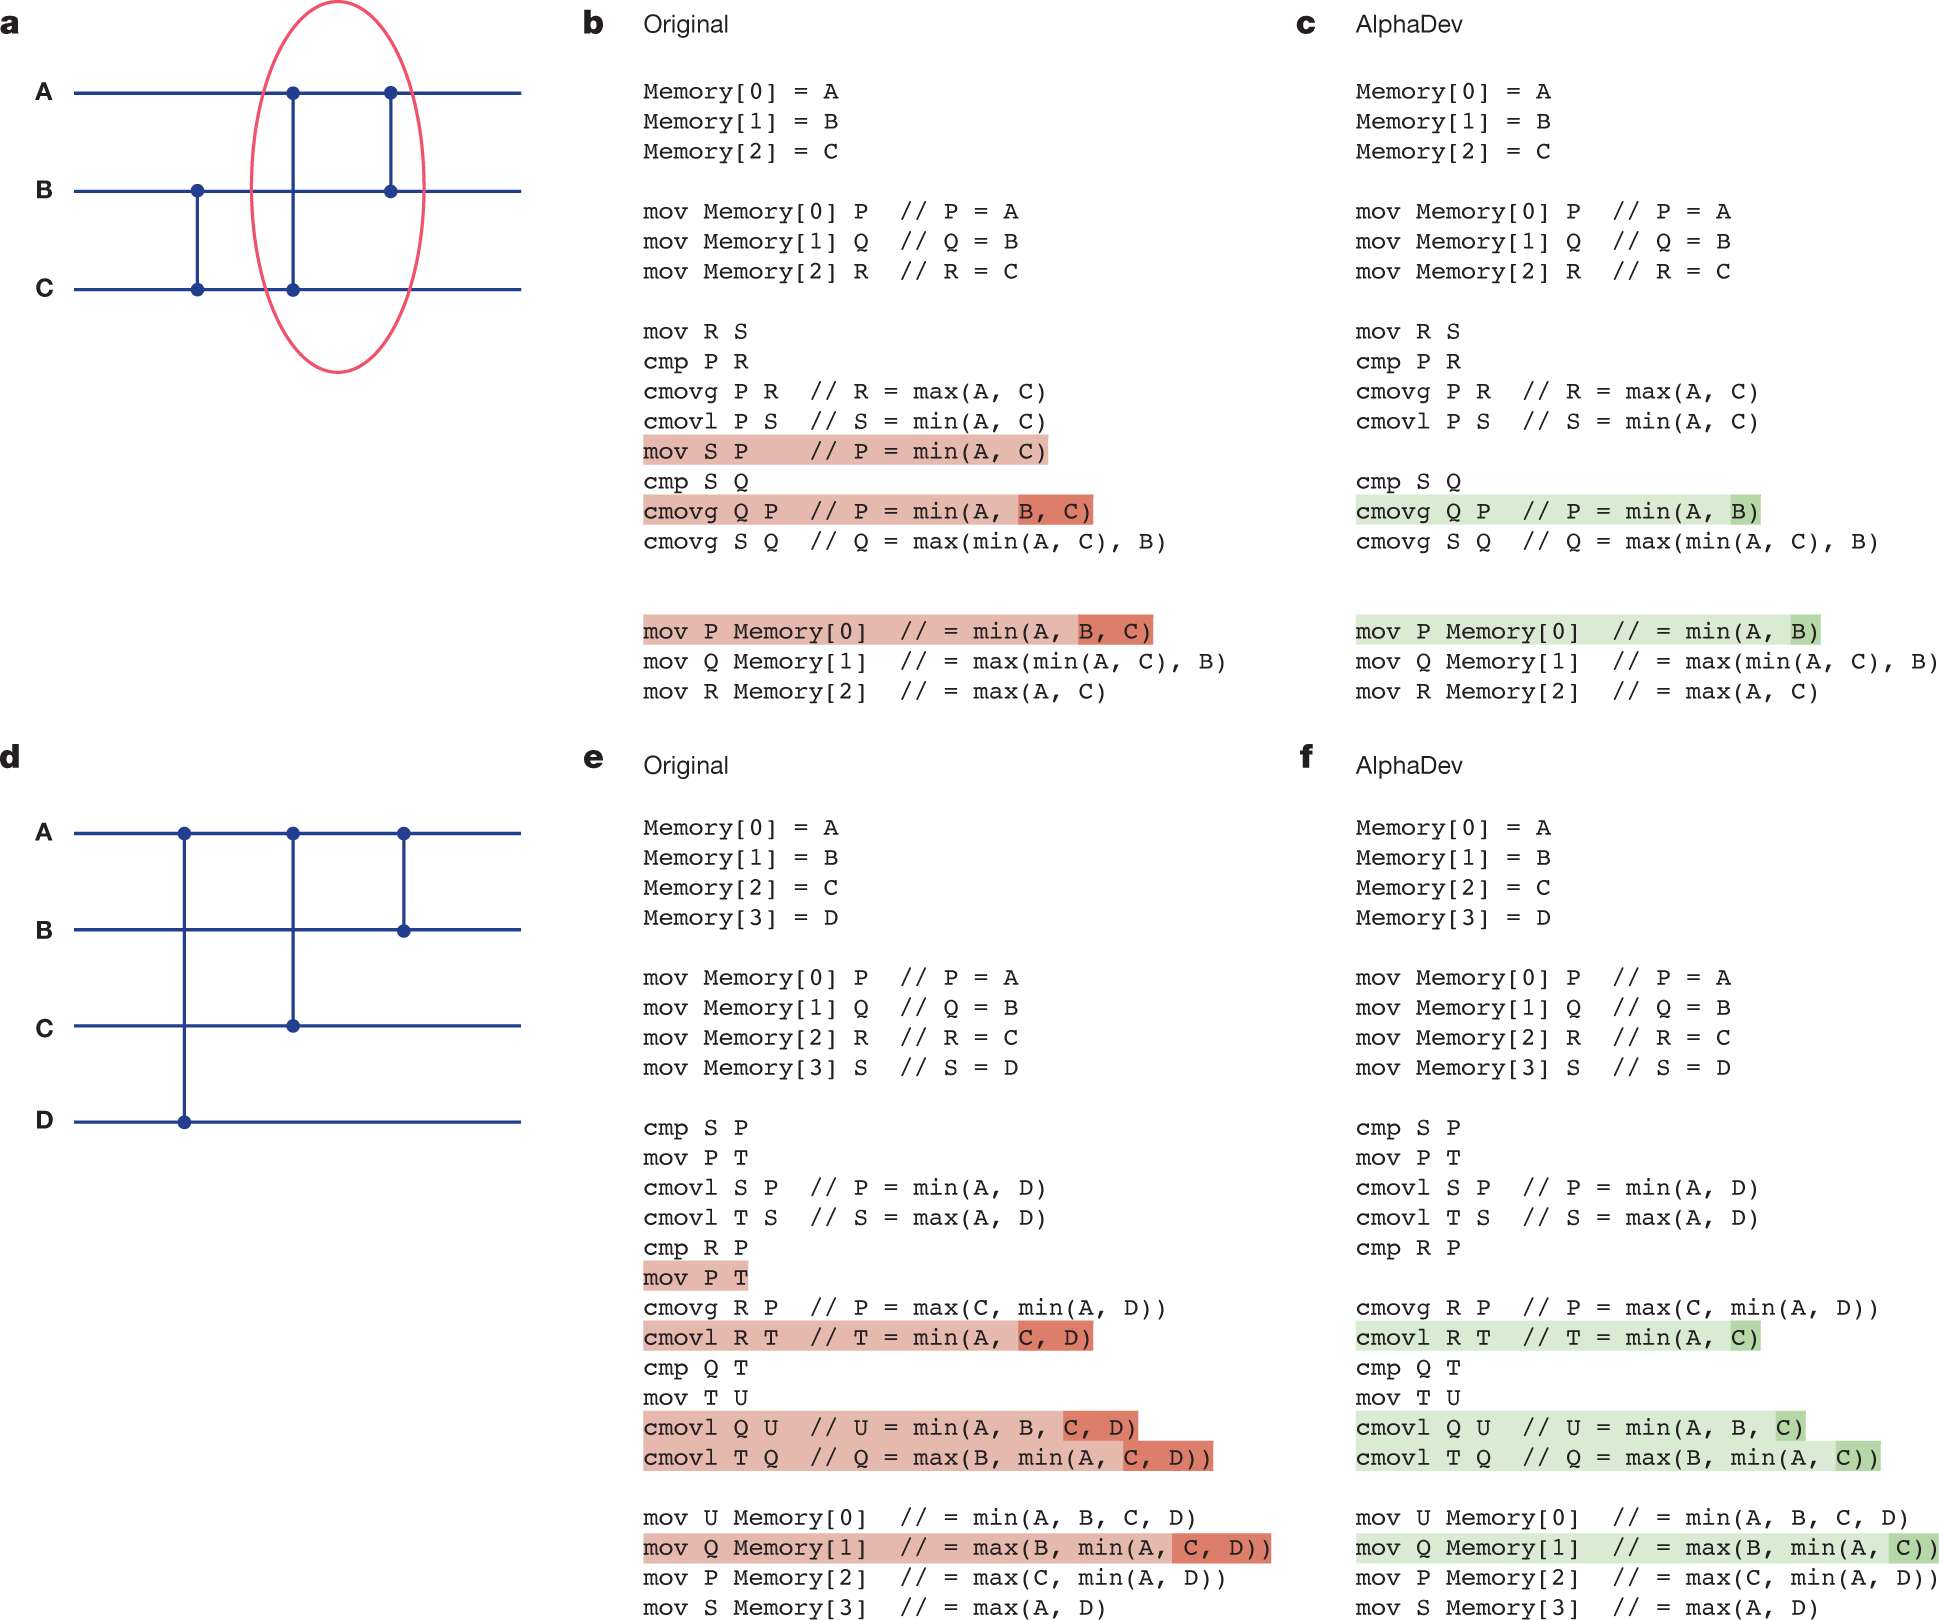 a
A
B
C
b Original
Memory[0] = A
Memory[1] = B
Memory[2] = C
mov Memory[0] P // P = A
mov Memory[1] Q // Q = B
mov Memory[2] R // R = C
mov R S
cmp P R
cmovg P R // R = max(A, C)
cmovl P S // S = min(A, C)
mov S P // P = min(A, C)
cmp S Q
cmovg Q P // P = min(A, B, C)
cmovg S Q // Q = max(min(A, C), B)
mov P Memory[0] // = min(A, B, C)
mov Q Memory[1] // = max(min(A, C), B)
mov R Memory[2] // = max(A, C)
c AlphaDev
Memory[0] = A
Memory[1] = B
Memory[2] = C
mov Memory[0] P // P = A
mov Memory[1] Q // Q = B
mov Memory[2] R // R = C
mov R S
cmp P R
cmovg P R // R = max(A, C)
cmovl P S // S = min(A, C)
cmp S Q
cmovg Q P // P = min(A, B)
cmovg S Q // Q = max(min(A, C), B)
mov P Memory[0] // = min(A, B)
mov Q Memory[1] // = max(min(A, C), B)
mov R Memory[2] // = max(A, C)
d
A
B
C
D
e Original
Memory[0] = A
Memory[1] = B
Memory[2] = C
Memory[3] = D
mov Memory[0] P // P = A
mov Memory[1] Q // Q = B
mov Memory[2] R // R = C
mov Memory[3] S // S = D
cmp S P
mov P T
cmovl S P // P = min(A, D)
cmovl T S // S = max(A, D)
cmp R P
mov P T
cmovg R P // P = max(C, min(A, D))
cmovl R T // T = min(A, C, D)
cmp Q T
mov T U
cmovl Q U // U = min(A, B, C, D)
cmovl T Q // Q = max(B, min(A, C, D))
mov U Memory[0] // = min(A, B, C, D)
mov Q Memory[1] // = max(B, min(A, C, D))
mov P Memory[2] // = max(C, min(A, D))
mov S Memory[3] // = max(A, D)
f AlphaDev
Memory[0] = A
Memory[1] = B
Memory[2] = C
Memory[3] = D
mov Memory[0] P // P = A
mov Memory[1] Q // Q = B
mov Memory[2] R // R = C
mov Memory[3] S // S = D
cmp S P
mov P T
cmovl S P // P = min(A, D)
cmovl T S // S = max(A, D)
cmp R P
cmovg R P // P = max(C, min(A, D))
cmovl R T // T = min(A, C)
cmp Q T
mov T U
cmovl Q U // U = min(A, B, C)
cmovl T Q // Q = max(B, min(A, C))
mov U Memory[0] // = min(A, B, C, D)
mov Q Memory[1] // = max(B, min(A, C))
mov P Memory[2] // = max(C, min(A, D))
mov S Memory[3] // = max(A, D)